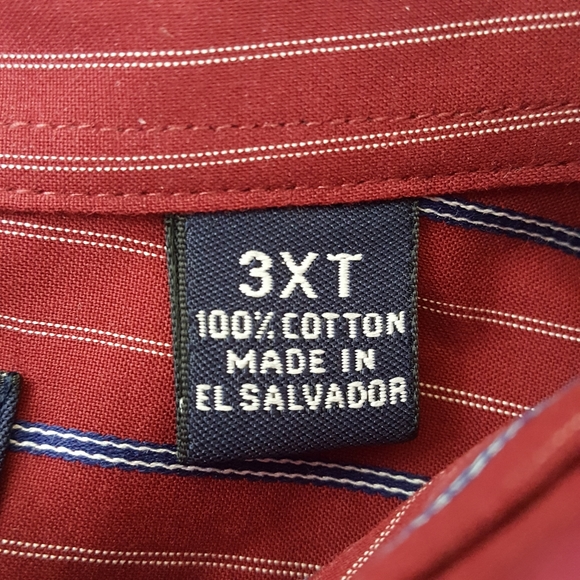 3XT
100% COTTON
MADE IN
EL SALVADOR